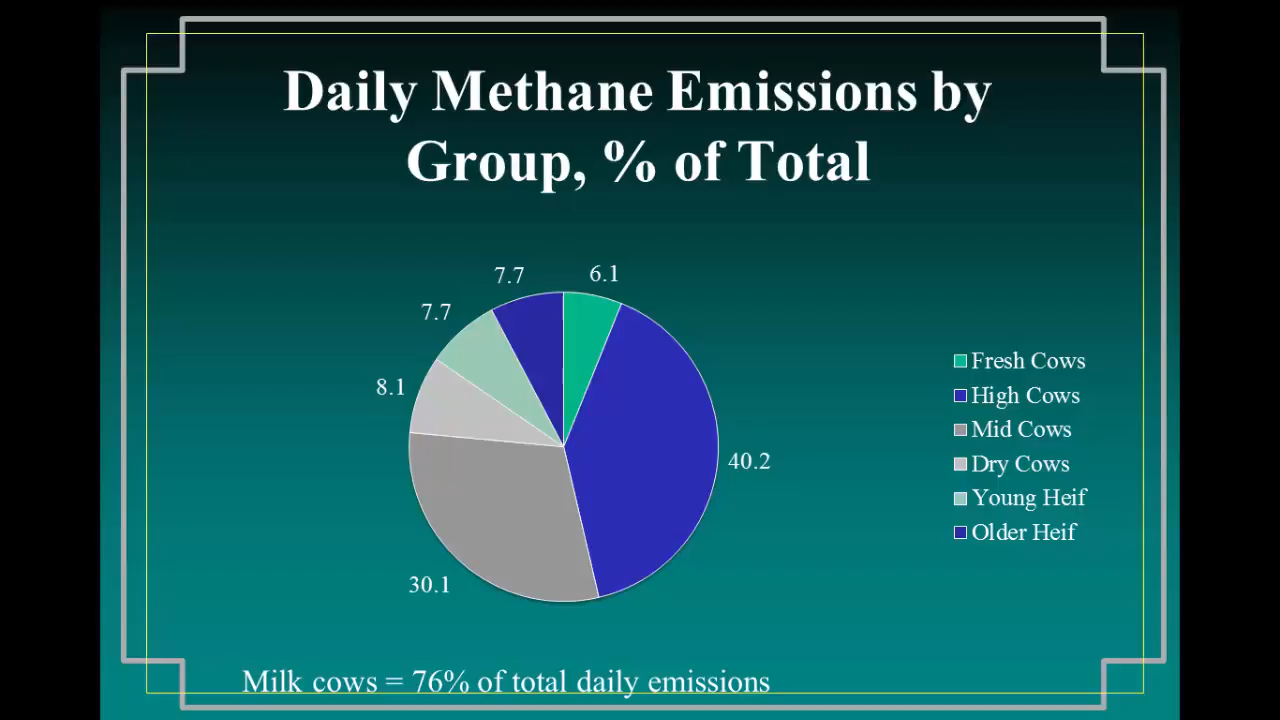 Daily Methane Emissions by
Group, % of Total
7.7
6.1
7.7
8.1
40.2
30.1
Fresh Cows
High Cows
Mid Cows
Dry Cows
Young Heif
Older Heif
Milk cows = 76% of total daily emissions